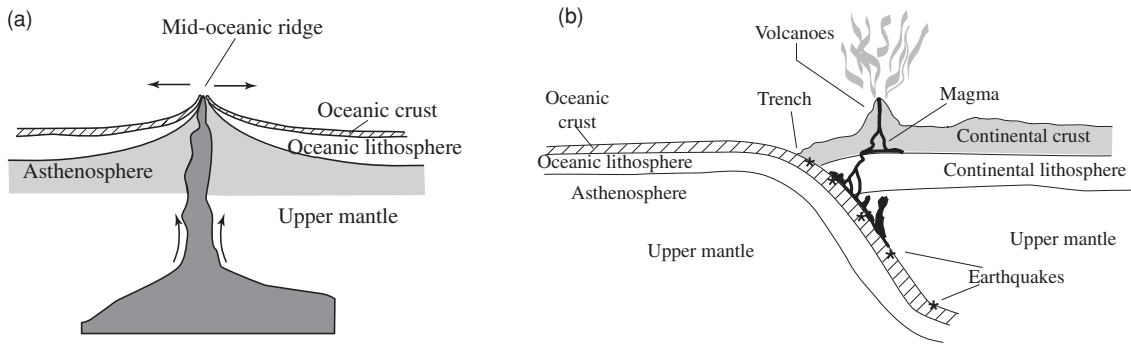 (a)
Mid-oceanic ridge
Oceanic crust
Oceanic lithosphere
Asthenosphere
Upper mantle
(b)
Volcanoes
Trench
Magma
Oceanic
crust
Continental crust
Oceanic lithosphere
Continental lithosphere
Asthenosphere
Upper mantle
Upper mantle
Earthquakes